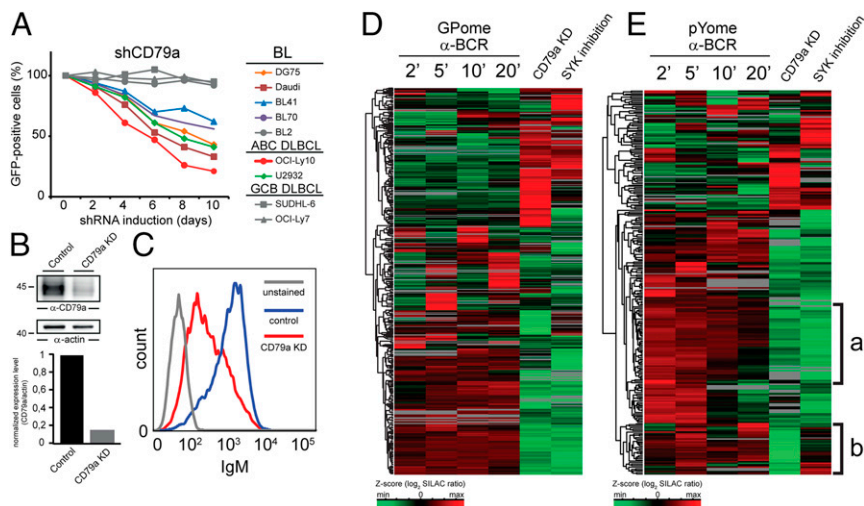 A
shCD79a
GFP-positive cells (%)
100
50
0
0 2 4 6 8 10
shRNA induction (days)
BL
DG75
Daudi
BL41
BL70
BL2
ABC DLBCL
OCI-Ly10
U2932
GCB DLBCL
SUDHL-6
OCI-Ly7
B
Control
CD79a KD
45
α-CD79a
40
α-actin
normalized expression level
(CD79a/actin)
1
0,8
0,6
0,4
0,2
0
Control
CD79a KD
C
count
unstained
control
CD79a KD
0 10² 10³ 10⁴ 10⁵
IgM
D
GPome
α-BCR
2' 5' 10' 20'
CD79a KD
SYK inhibition
Z-score (log₂ SILAC ratio)
min 0 max
E
pYome
α-BCR
2' 5' 10' 20'
CD79a KD
SYK inhibition
a
b
Z-score (log₂ SILAC ratio)
min 0 max